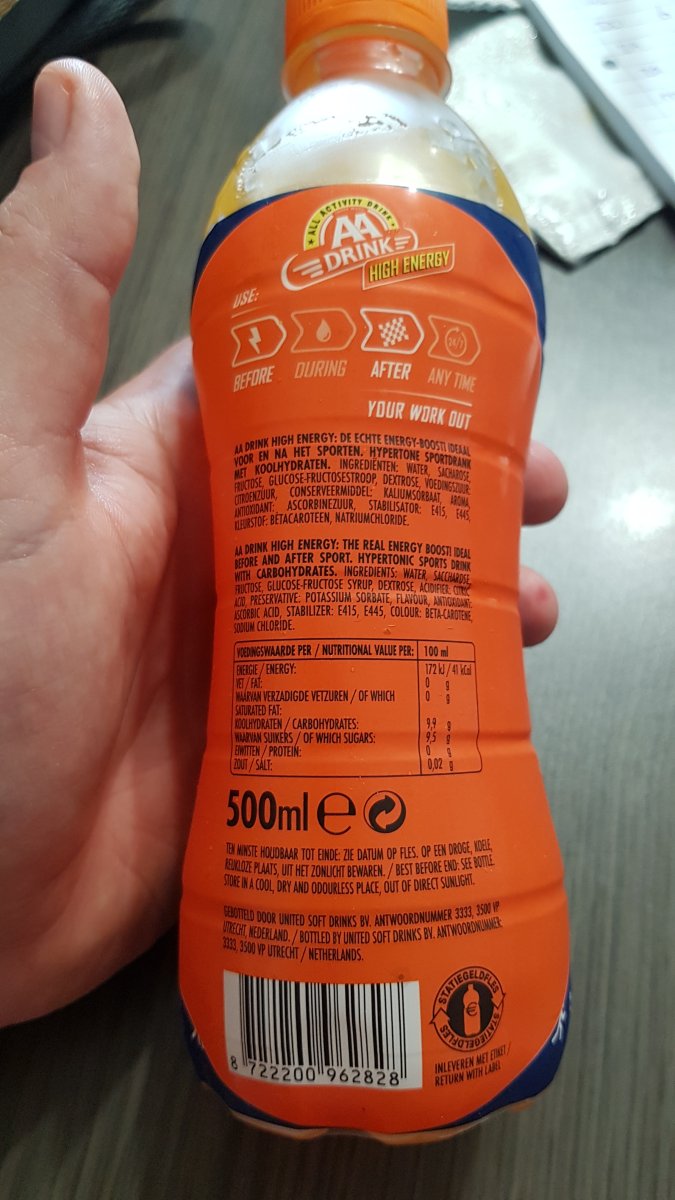 ALL ACTIVITY DRINK
AA
DRINK
HIGH ENERGY
USE:
24/7
BEFORE DURING AFTER ANY TIME
YOUR WORK OUT
AA DRINK HIGH ENERGY: DE ECHTE ENERGY-BOOST! IDEAAL
VOOR EN NA HET SPORTEN. HYPERTONE SPORTDRANK
MET KOOLHYDRATEN. INGREDIËNTEN: WATER, SACHAROSE,
FRUCTOSE, GLUCOSE-FRUCTOSESTROOP, DEXTROSE, VOEDINGSZUUR:
CITROENZUUR, CONSERVEERMIDDEL: KALIUMSORBAAT, AROMA,
ANTIOXIDANT: ASCORBINEZUUR, STABILISATOR: E415, E445,
KLEURSTOF: BÈTACAROTEEN, NATRIUMCHLORIDE.
AA DRINK HIGH ENERGY: THE REAL ENERGY BOOST! IDEAL
BEFORE AND AFTER SPORT. HYPERTONIC SPORTS DRINK
WITH CARBOHYDRATES. INGREDIENTS: WATER, SACCHAROSE,
FRUCTOSE, GLUCOSE-FRUCTOSE SYRUP, DEXTROSE, ACIDIFIER: CITRIC
ACID, PRESERVATIVE: POTASSIUM SORBATE, FLAVOUR, ANTIOXIDANT:
ASCORBIC ACID, STABILIZER: E415, E445, COLOUR: BETA-CAROTENE,
SODIUM CHLORIDE.
VOEDINGSWAARDE PER / NUTRITIONAL VALUE PER: 100 ml
ENERGIE / ENERGY: 172 kJ / 41 kCal
VET / FAT: 0 g
WAARVAN VERZADIGDE VETZUREN / OF WHICH 0 g
SATURATED FAT:
KOOLHYDRATEN / CARBOHYDRATES: 9,9 g
WAARVAN SUIKERS / OF WHICH SUGARS: 9,5 g
EIWITTEN / PROTEIN: 0 g
ZOUT / SALT: 0,02 g
500ml e
TEN MINSTE HOUDBAAR TOT EINDE: ZIE DATUM OP FLES. OP EEN DROGE, KOELE,
REUKLOZE PLAATS, UIT HET ZONLICHT BEWAREN. / BEST BEFORE END: SEE BOTTLE.
STORE IN A COOL, DRY AND ODOURLESS PLACE, OUT OF DIRECT SUNLIGHT.
GEBOTTELD DOOR UNITED SOFT DRINKS BV. ANTWOORDNUMMER 3333, 3500 VP
UTRECHT, NEDERLAND. / BOTTLED BY UNITED SOFT DRINKS BV. ANTWOORDNUMMER
3333, 3500 VP UTRECHT / NETHERLANDS.
STATIEGELDFLES STATIEGELDFLES
€
INLEVEREN MET ETIKET /
RETURN WITH LABEL
8 722200 962828